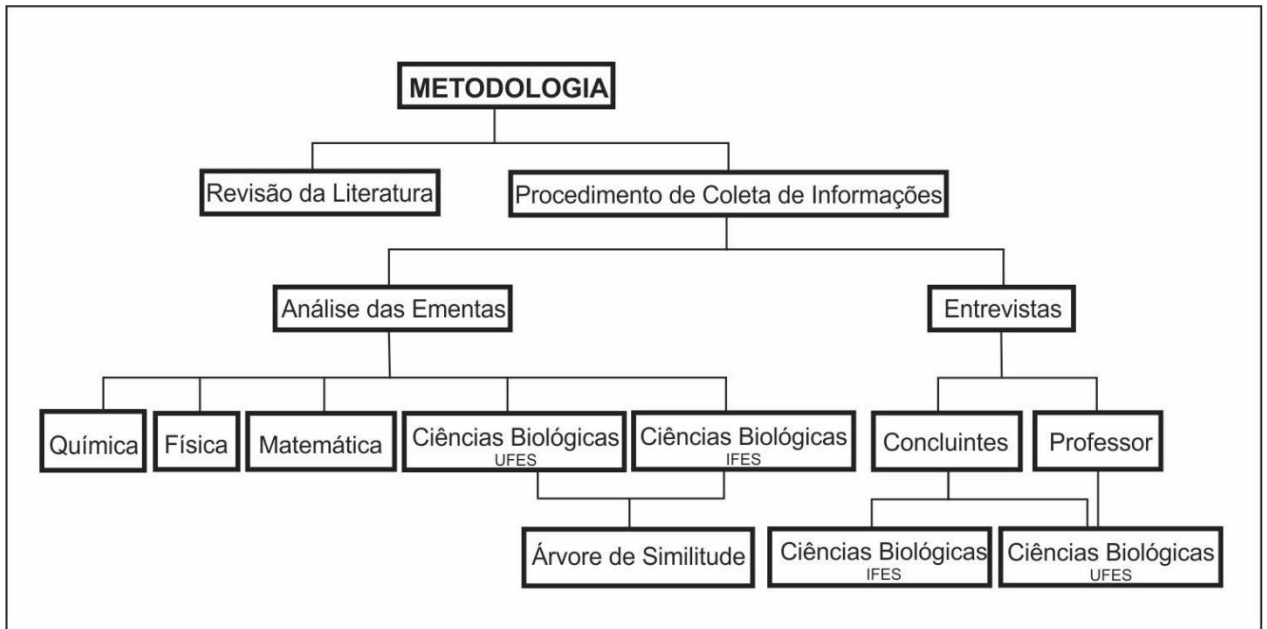 METODOLOGIA
Revisão da Literatura
Procedimento de Coleta de Informações
Análise das Ementas
Entrevistas
Química
Física
Matemática
Ciências Biológicas
UFES
Ciências Biológicas
IFES
Concluintes
Professor
Árvore de Similitude
Ciências Biológicas
IFES
Ciências Biológicas
UFES